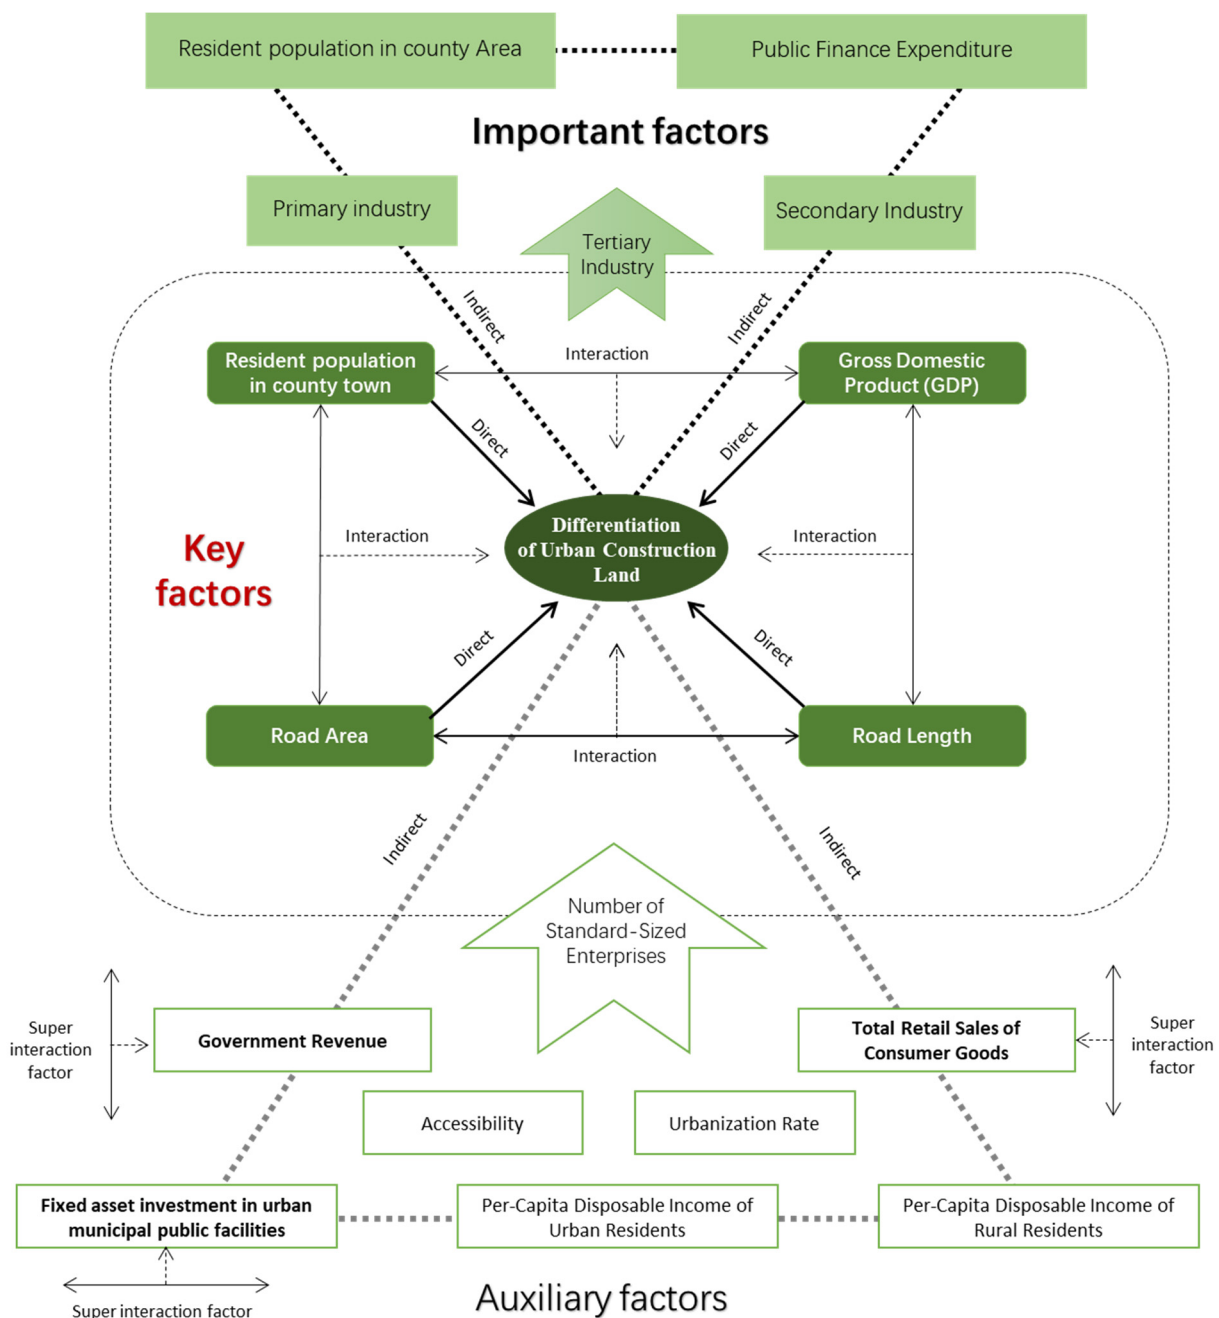 Resident population in county Area
Public Finance Expenditure
Important factors
Primary industry
Secondary Industry
Tertiary
Industry
Indirect
Indirect
Resident population
in county town
Interaction
Gross Domestic
Product (GDP)
Direct
Direct
Differentiation
of Urban Construction
Land
Interaction
Interaction
Key
factors
Direct
Direct
Road Area
Interaction
Road Length
Indirect
Indirect
Number of
Standard-Sized
Enterprises
Super
interaction
factor
Government Revenue
Total Retail Sales of
Consumer Goods
Super
interaction
factor
Accessibility
Urbanization Rate
Fixed asset investment in urban
municipal public facilities
Per-Capita Disposable Income of
Urban Residents
Per-Capita Disposable Income of
Rural Residents
Super interaction factor
Auxiliary factors